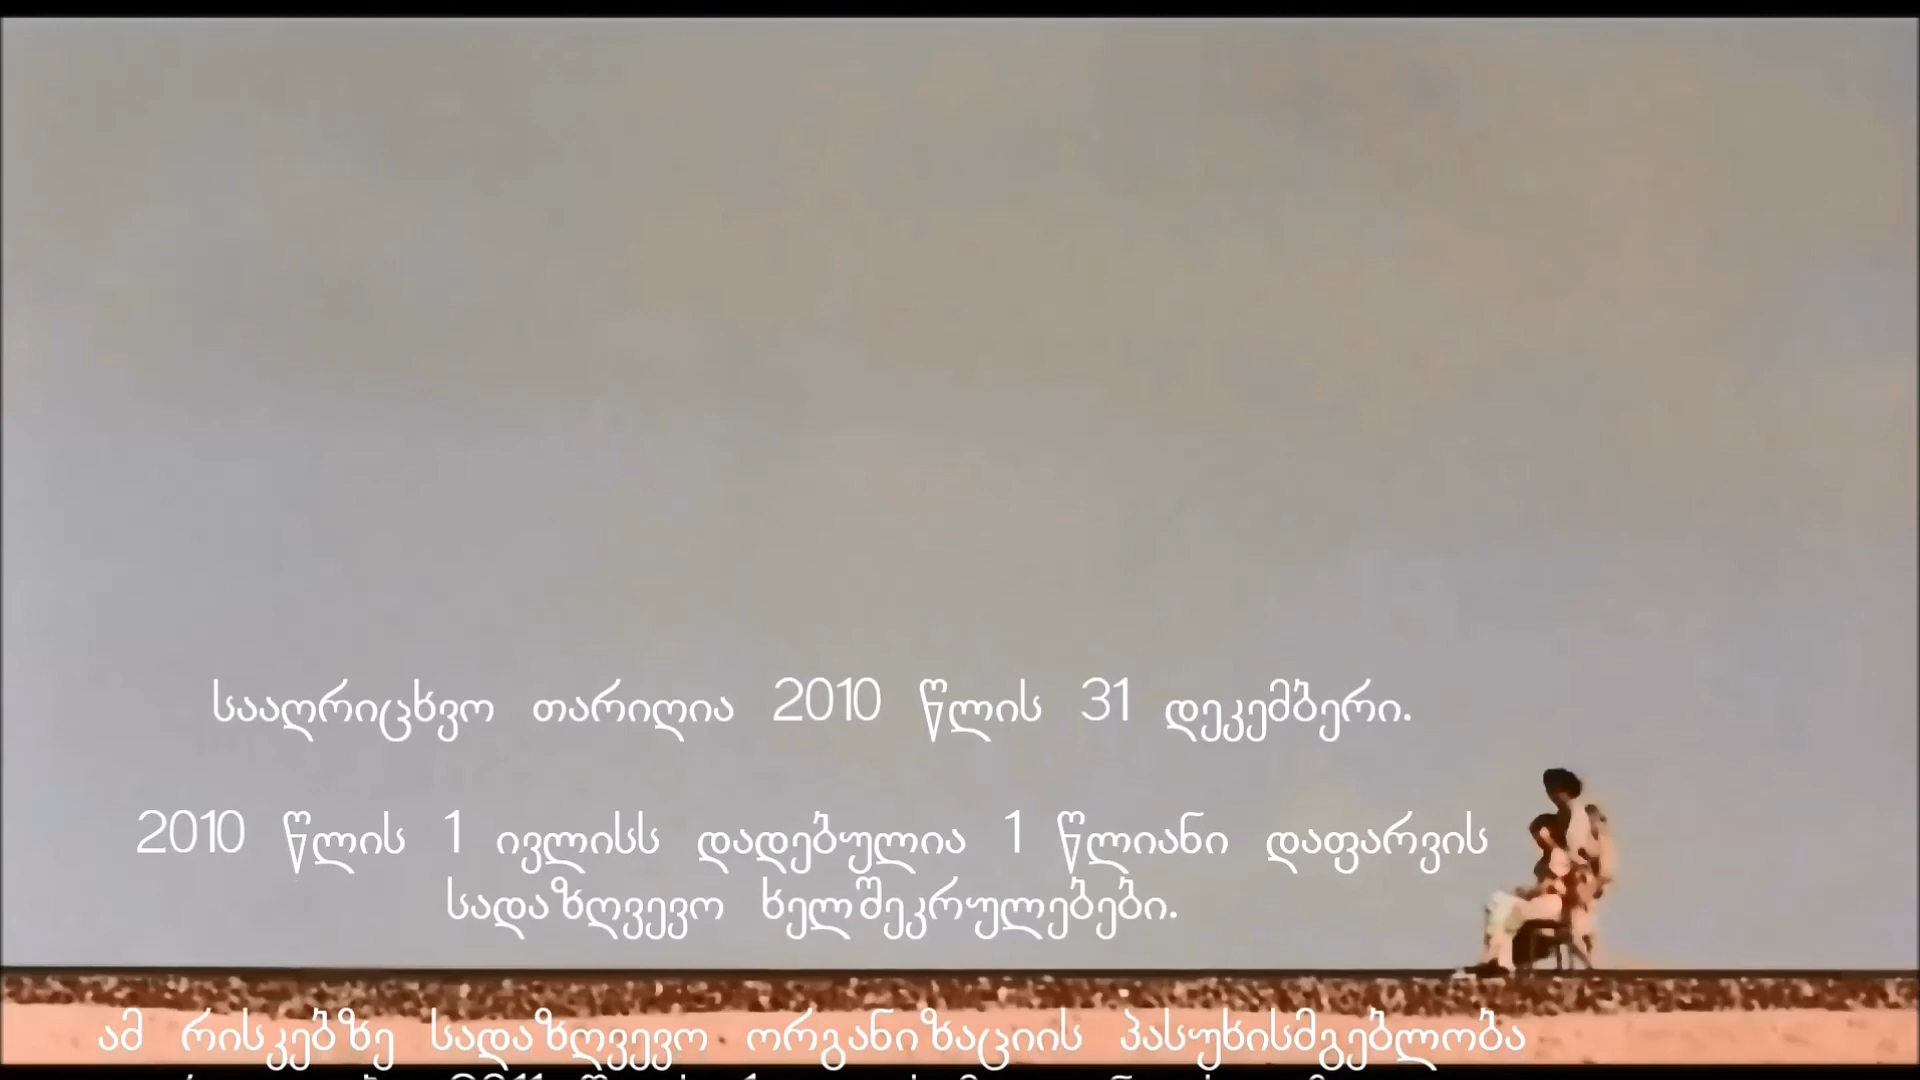 სააღრიცხვო თარიღია 2010 წლის 31 დეკემბერი.
2010 წლის 1 ივლისს დადებულია 1 წლიანი დაფარვის
სადაზღვევო ხელშეკრულებები.
ამ რისკებზე სადაზღვევო ორგანიზაციის პასუხისმგებლობა